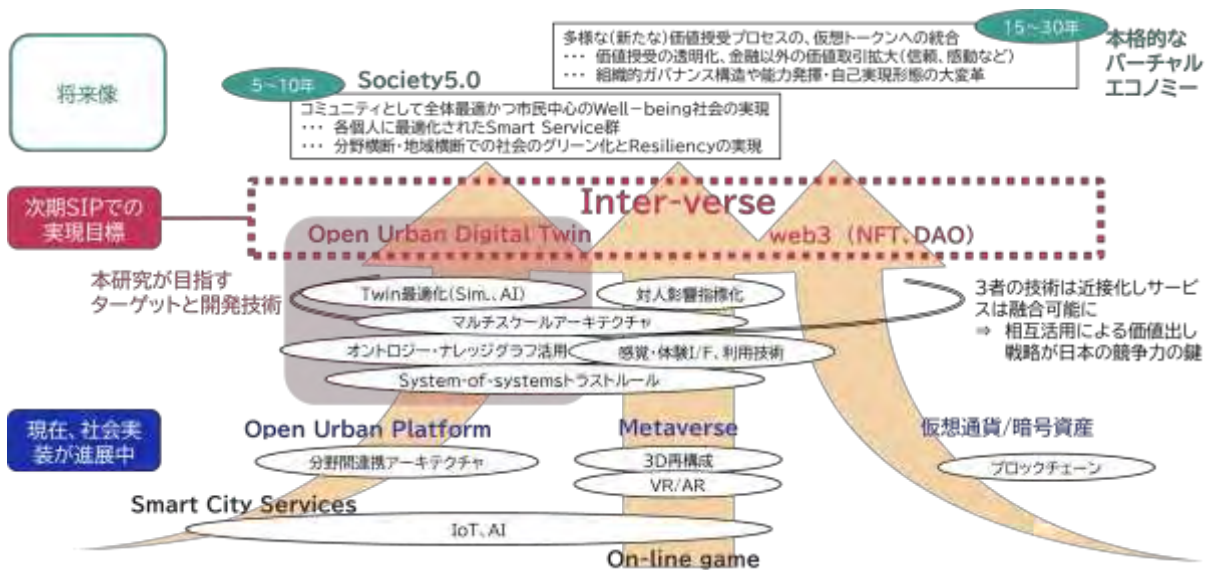 15～30年
多様な(新たな)価値授受プロセスの、仮想トークンへの統合
・・・ 価値授受の透明化、金融以外の価値取引拡大(信頼、感動など)
・・・ 組織的ガバナンス構造や能力発揮・自己実現形態の大変革
本格的な
バーチャル
エコノミー
将来像
5～10年
Society5.0
コミュニティとして全体最適かつ市民中心のWell－being社会の実現
・・・ 各個人に最適化されたSmart Service群
・・・ 分野横断・地域横断での社会のグリーン化とResiliencyの実現
次期SIPでの
実現目標
Inter-verse
Open Urban Digital Twin
web3 (NFT、DAO)
本研究が目指す
ターゲットと開発技術
Twin最適化(Sim.、AI)
対人影響指標化
マルチスケールアーキテクチャ
オントロジー・ナレッジグラフ活用
感覚・体験I/F、利用技術
System-of-systemsトラストルール
3者の技術は近接化しサービ
スは融合可能に
⇒ 相互活用による価値出し
戦略が日本の競争力の鍵
現在、社会実
装が進展中
Open Urban Platform
Metaverse
仮想通貨/暗号資産
分野間連携アーキテクチャ
3D再構成
ブロックチェーン
VR/AR
Smart City Services
IoT、AI
On-line game